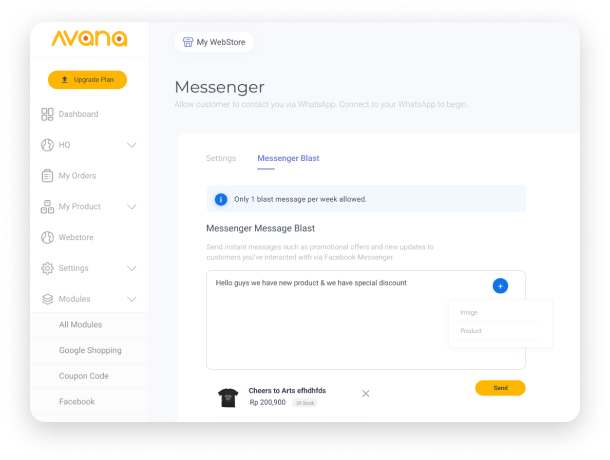 AVANA
My WebStore
Upgrade Plan
Messenger
Allow customer to contact you via WhatsApp. Connect to your WhatsApp to begin.
Dashboard
HQ
My Orders
My Product
Webstore
Settings
Modules
All Modules
Google Shopping
Coupon Code
Facebook
Settings
Messenger Blast
Only 1 blast message per week allowed.
Messenger Message Blast
Send instant messages such as promotional offers and new updates to
customers you've interacted with via Facebook Messenger.
Hello guys we have new product & we have special discount
Image
Product
Cheers to Arts efhdhfds
Rp 200,900
Send